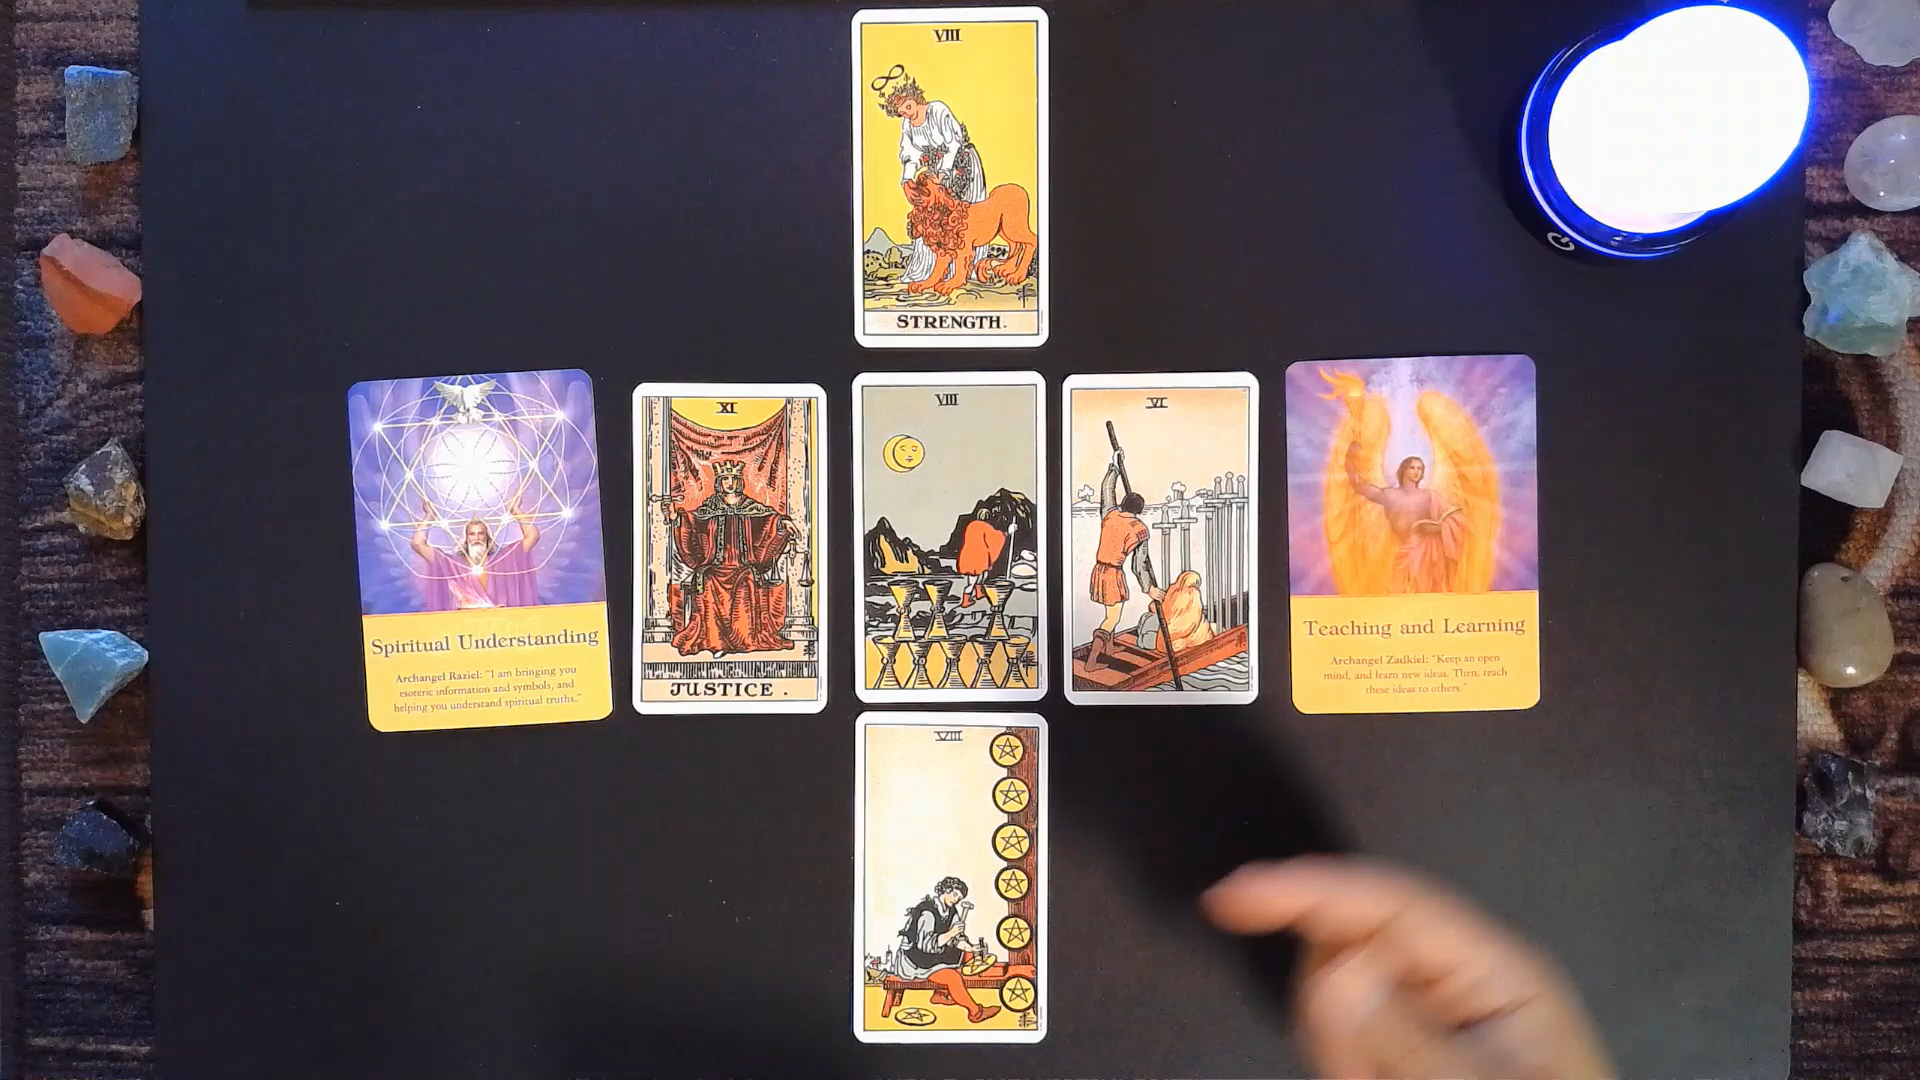 VIII
STRENGTH.
Spiritual Understanding
Archangel Raziel: "I am bringing you
esoteric information and symbols, and
helping you understand spiritual truths."
XI
JUSTICE.
VIII
VI
Teaching and Learning
Archangel Zadkiel: "Keep an open
mind, and learn new ideas. Then, teach
these ideas to others."
VIII